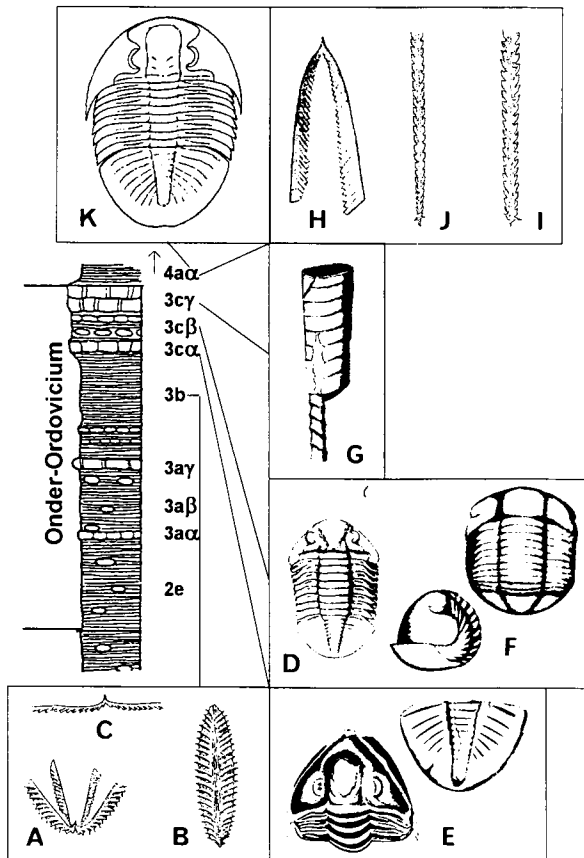 K
H
J
I
4aα
3cγ
3cβ
3cα
3b
3aγ
3aβ
3aα
2e
Onder-Ordovicium
G
D
F
C
A
B
E